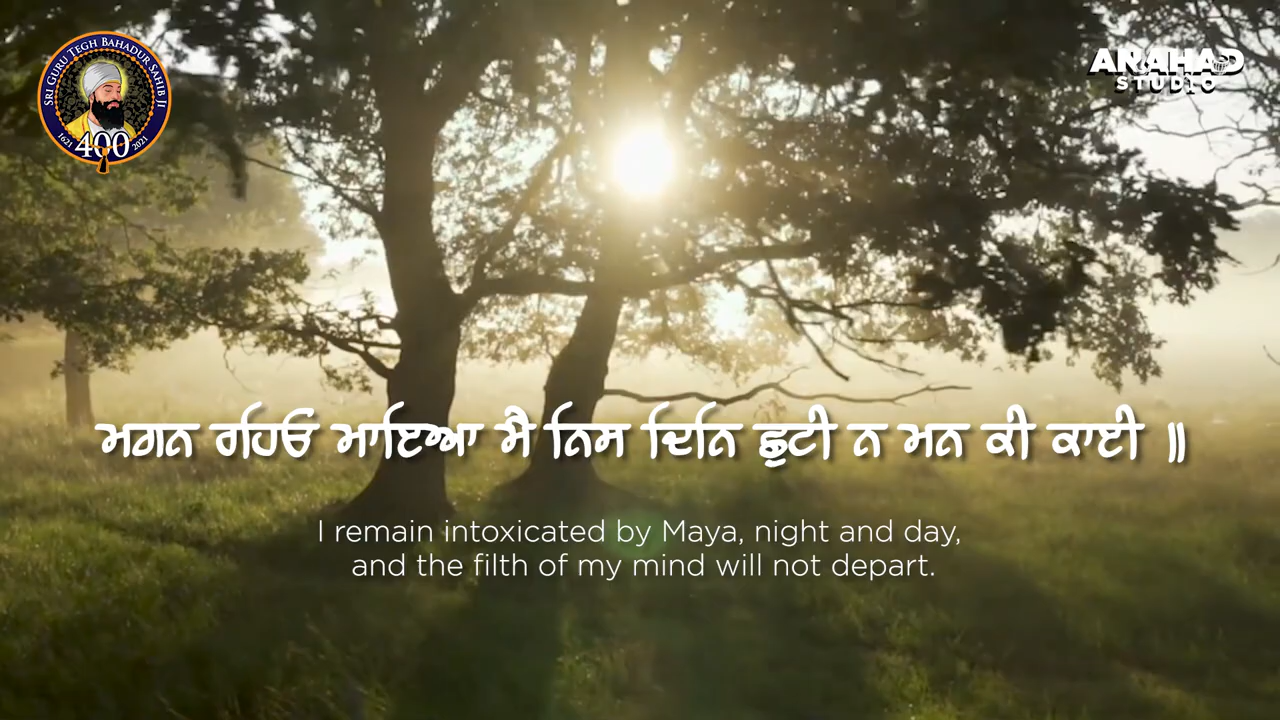 SRI GURU TEGH BAHADUR SAHIB JI
1621 400 2021
ARAHAD
STUDIO
ਮਗਨ ਰਹਿਓ ਮਾਇਆ ਮੈ ਨਿਸ ਦਿਨਿ ਛੁਟੀ ਨ ਮਨ ਕੀ ਕਾਈ ॥
I remain intoxicated by Maya, night and day,
and the filth of my mind will not depart.